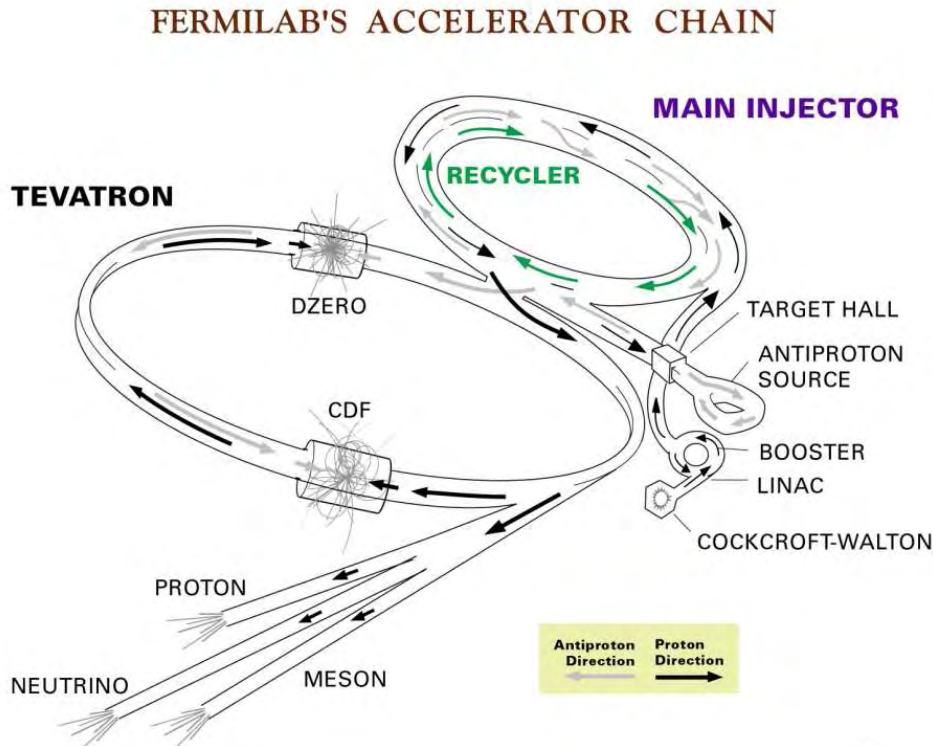 FERMILAB'S ACCELERATOR CHAIN
MAIN INJECTOR
RECYCLER
TEVATRON
DZERO
TARGET HALL
ANTIPROTON
SOURCE
CDF
BOOSTER
LINAC
COCKCROFT-WALTON
PROTON
NEUTRINO
MESON
Antiproton Proton
Direction Direction